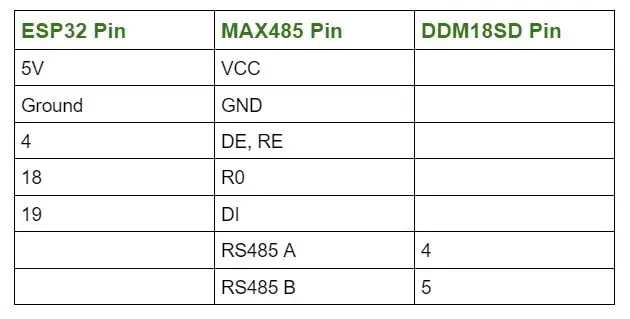 ESP32 Pin MAX485 Pin DDM18SD Pin
5V VCC
Ground GND
4 DE, RE
18 R0
19 DI
RS485 A 4
RS485 B 5